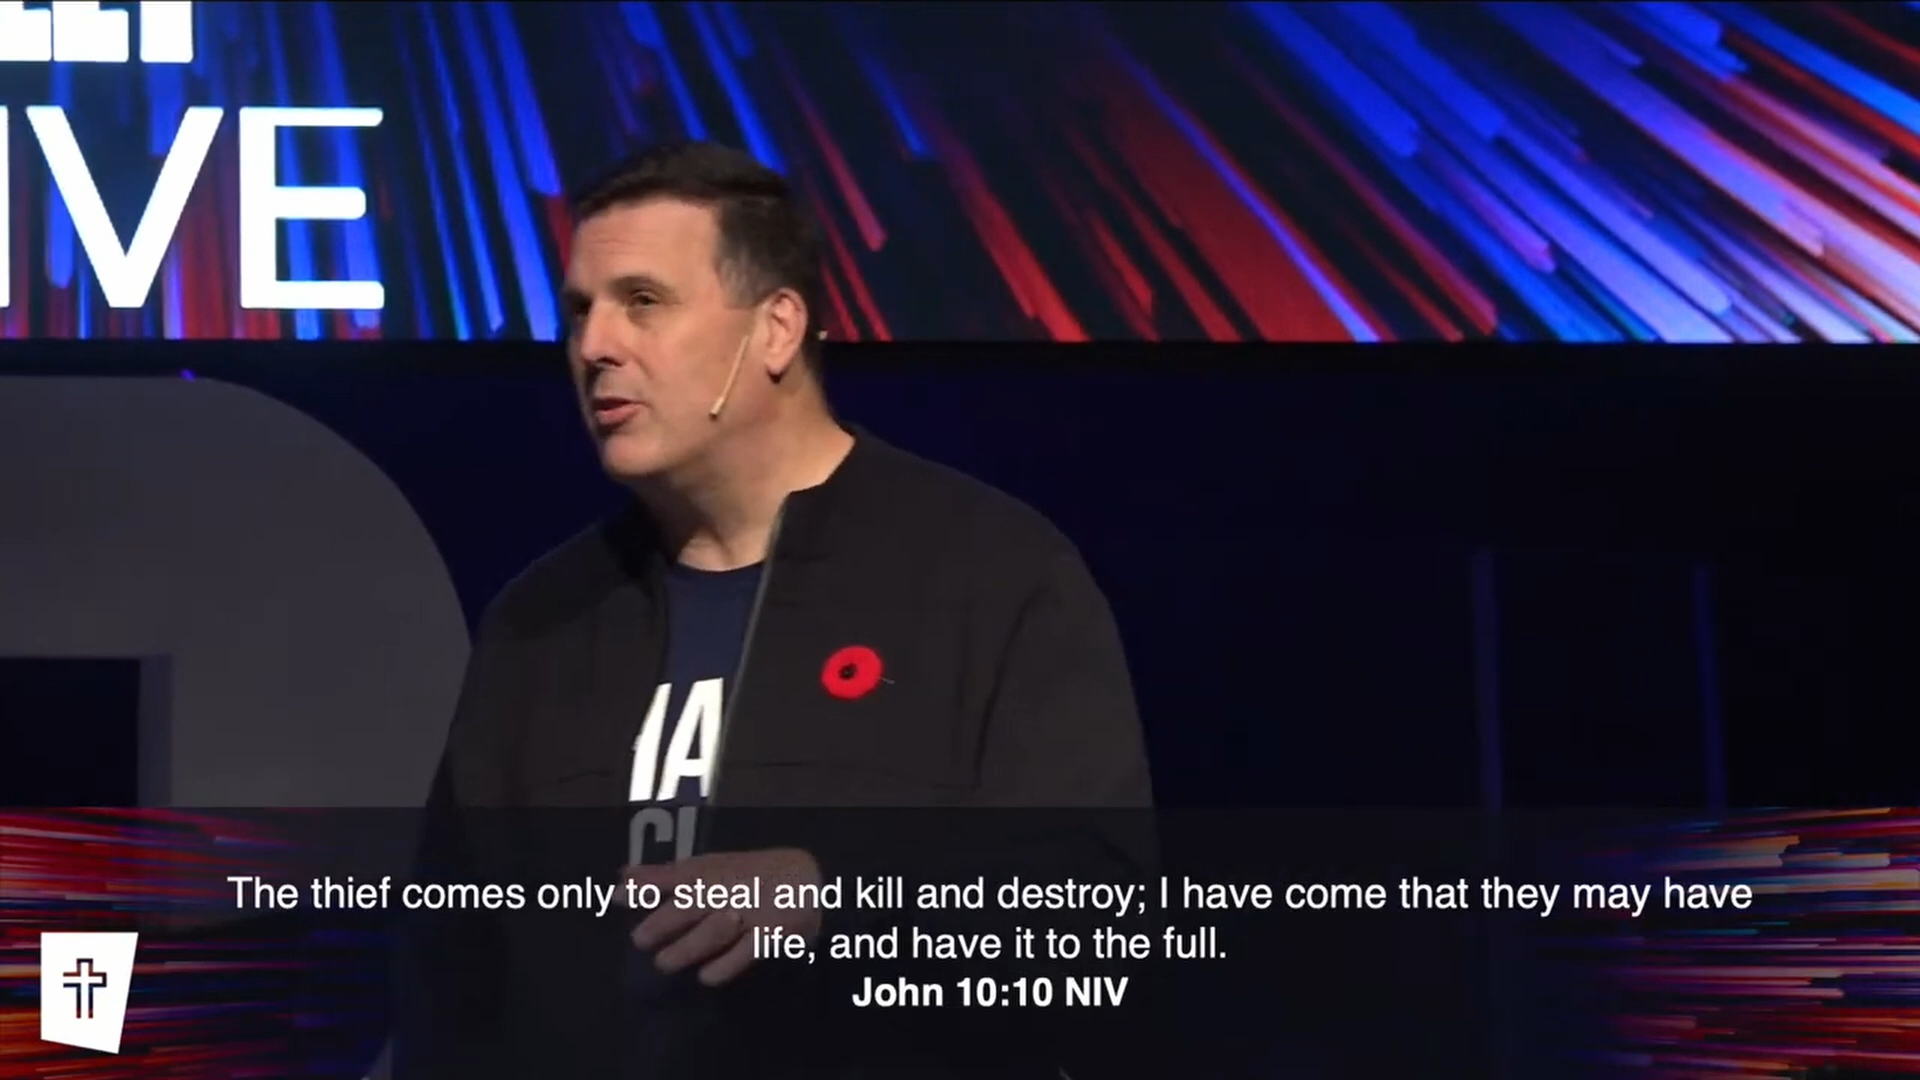 IVE
IA
The thief comes only to steal and kill and destroy; I have come that they may have
life, and have it to the full.
John 10:10 NIV